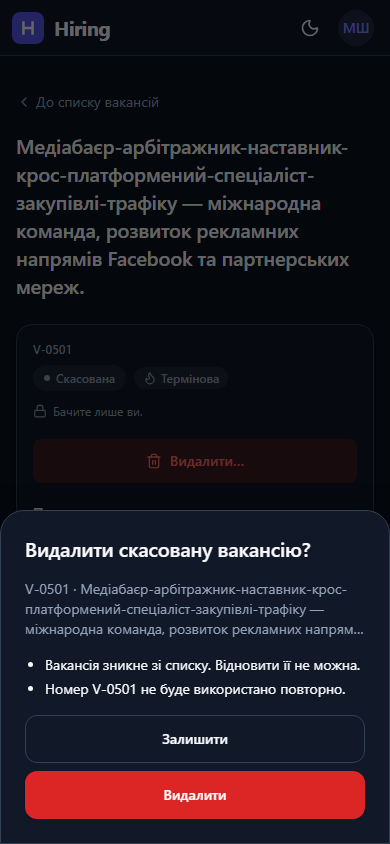 H Hiring МШ
До списку вакансій
Медіабаєр-арбітражник-наставник-
крос-платформений-спеціаліст-
закупівлі-трафіку — міжнародна
команда, розвиток рекламних
напрямів Facebook та партнерських
мереж.
V-0501
Скасована Термінова
Бачите лише ви.
Видалити...
Видалити скасовану вакансію?
V-0501 · Медіабаєр-арбітражник-наставник-крос-
платформений-спеціаліст-закупівлі-трафіку —
міжнародна команда, розвиток рекламних напрям...
• Вакансія зникне зі списку. Відновити її не можна.
• Номер V-0501 не буде використано повторно.
Залишити
Видалити